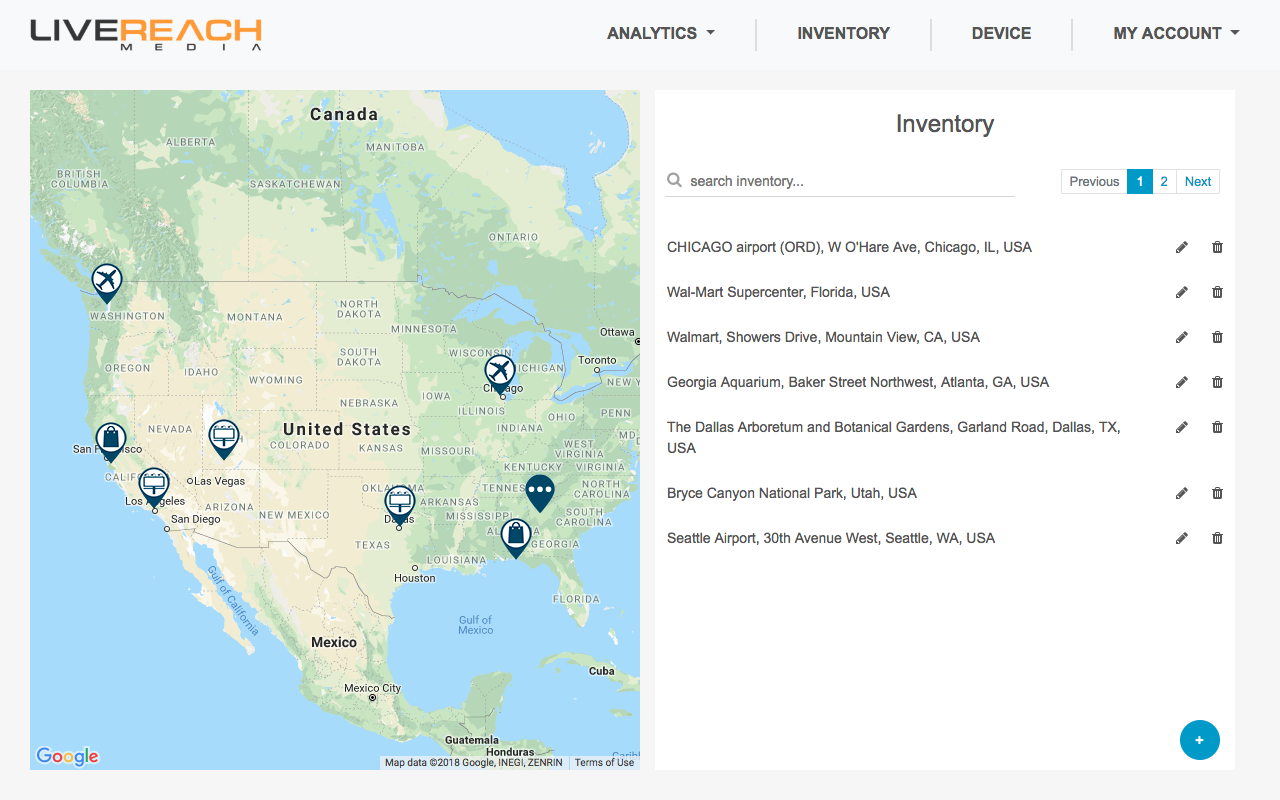 LIVEREACH
MEDIA
ANALYTICS
INVENTORY
DEVICE
MY ACCOUNT
Canada
ALBERTA
MANITOBA
BRITISH
COLUMBIA
SASKATCHEWAN
ONTARIO
WASHINGTON
MONTANA
NORTH
DAKOTA
MINNESOTA
Ottawa
OREGON
IDAHO
SOUTH
DAKOTA
WISCONSIN
Toronto
WYOMING
Chicago
NEW Y
NEBRASKA
IOWA
ILLINOIS
OHIO
PENN
NEVADA
United States
INDIANA
COLORADO
KANSAS
MISSOURI
WEST
VIRGINIA
MD
San Francisco
KENTUCKY
VIRGINIA
Las Vegas
Los Angeles
ARIZONA
NEW MEXICO
ARKANSAS
NORTH
CAROLINA
San Diego
Dallas
MISSISSIPPI
SOUTH
CAROLINA
TEXAS
GEORGIA
LOUISIANA
Houston
Gulf of California
FLORIDA
Gulf of
Mexico
Mexico
Cuba
Mexico City
Guatemala
Honduras
Google
Map data ©2018 Google, INEGI, ZENRIN
Terms of Use
Inventory
search inventory...
Previous 1 2 Next
CHICAGO airport (ORD), W O'Hare Ave, Chicago, IL, USA
Wal-Mart Supercenter, Florida, USA
Walmart, Showers Drive, Mountain View, CA, USA
Georgia Aquarium, Baker Street Northwest, Atlanta, GA, USA
The Dallas Arboretum and Botanical Gardens, Garland Road, Dallas, TX,
USA
Bryce Canyon National Park, Utah, USA
Seattle Airport, 30th Avenue West, Seattle, WA, USA
+